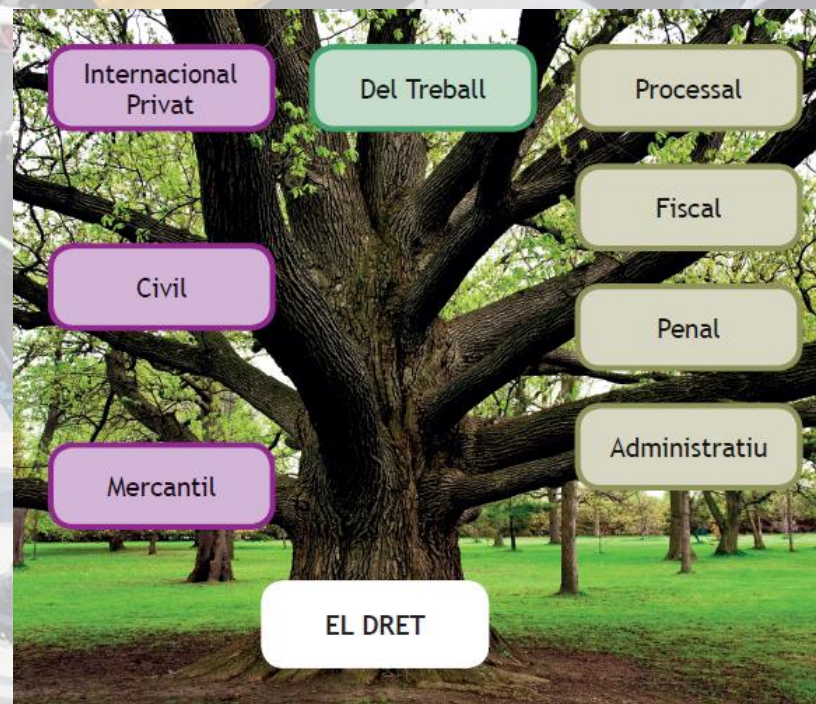 Internacional
Privat
Del Treball
Processal
Fiscal
Civil
Penal
Administratiu
Mercantil
EL DRET